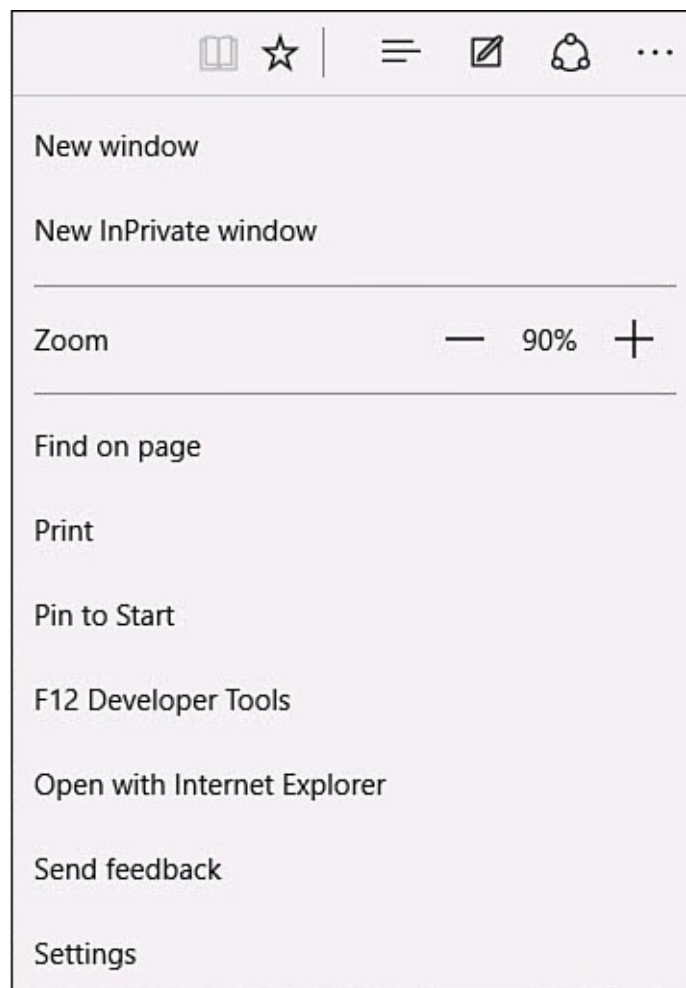 New window
New InPrivate window
Zoom — 90% +
Find on page
Print
Pin to Start
F12 Developer Tools
Open with Internet Explorer
Send feedback
Settings